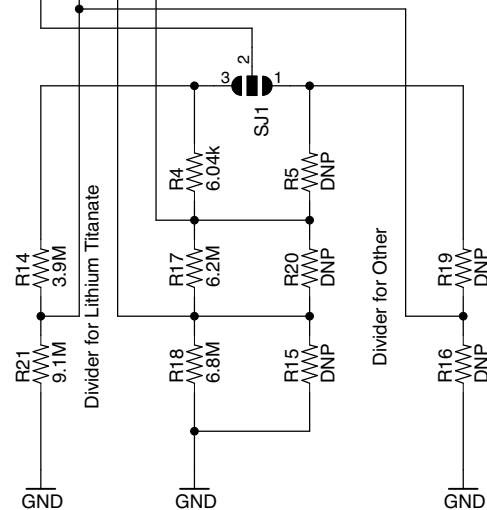 2
3
1
SJ1
R4
6.04k
R5
DNP
R14
3.9M
Divider for Lithium Titanate
R17
6.2M
R20
DNP
Divider for Other
R19
DNP
R21
9.1M
R18
6.8M
R15
DNP
R16
DNP
GND
GND
GND